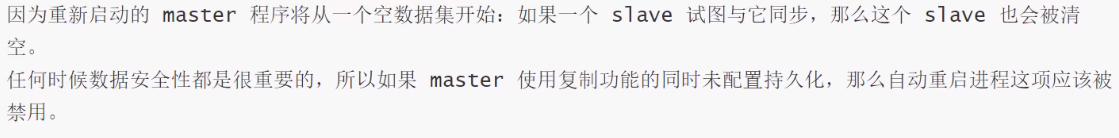 因为重新启动的 master 程序将从一个空数据集开始：如果一个 slave 试图与它同步，那么这个 slave 也会被清
空。
任何时候数据安全性都是很重要的，所以如果 master 使用复制功能的同时未配置持久化，那么自动重启进程这项应该被
禁用。